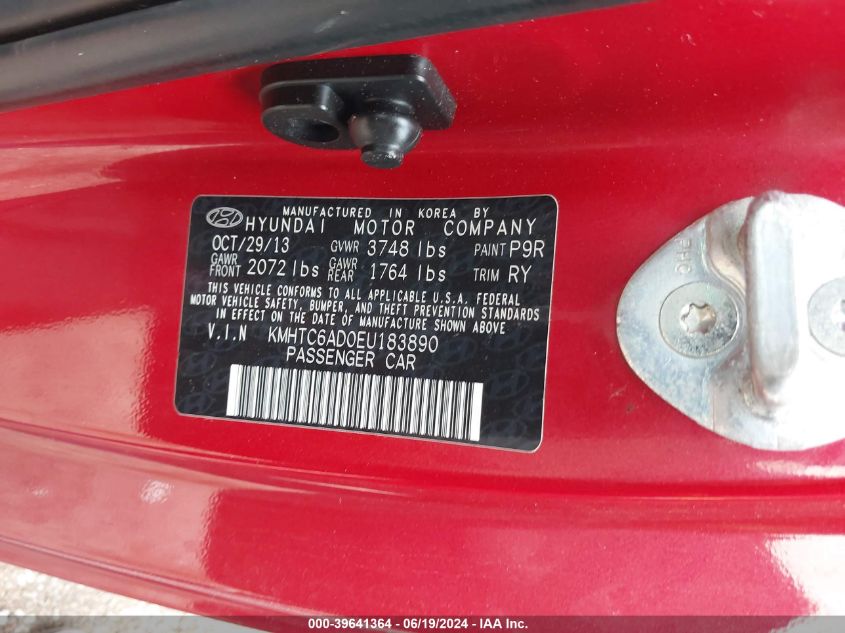 MANUFACTURED IN KOREA BY
HYUNDAI MOTOR COMPANY
OCT/29/13 GVWR 3748 lbs PAINT P9R
GAWR FRONT 2072 lbs GAWR REAR 1764 lbs TRIM RY
THIS VEHICLE CONFORMS TO ALL APPLICABLE U.S.A. FEDERAL
MOTOR VEHICLE SAFETY, BUMPER, AND THEFT PREVENTION STANDARDS
IN EFFECT ON THE DATE OF MANUFACTURE SHOWN ABOVE
V.I.N KMHTC6AD0EU183890
PASSENGER CAR
PHC
000-39641364 - 06/19/2024 - IAA Inc.